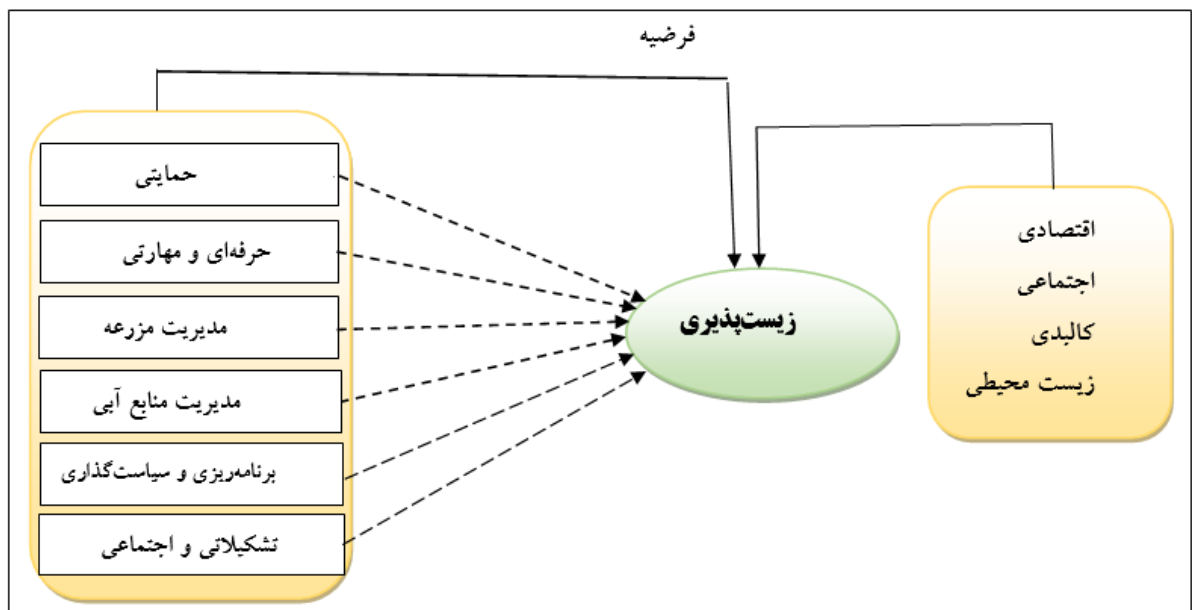 فرضیه
اقتصادی
اجتماعی
کالبدی
زیست محیطی
زیست‌پذیری
حمایتی
حرفه‌ای و مهارتی
مدیریت مزرعه
مدیریت منابع آبی
برنامه‌ریزی و سیاست‌گذاری
تشکیلاتی و اجتماعی